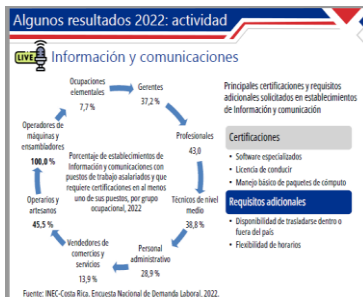 Algunos resultados 2022: actividad
LIVE
Información y comunicaciones
Ocupaciones
elementales
7,7 %
Gerentes
37,2 %
Profesionales
43,0
Técnicos de nivel
medio
38,8 %
Personal
administrativo
28,9 %
Vendedores de
comercios y
servicios
13,9 %
Operarios y
artesanos
45,5 %
Operadores de
máquinas y
ensambladores
100,0 %
Porcentaje de establecimientos de
Información y comunicaciones con
puestos de trabajo asalariados y que
requiere certificaciones en al menos
uno de sus puestos, por grupo
ocupacional, 2022
Principales certificaciones y requisitos
adicionales solicitados en establecimientos
de Información y comunicación
Certificaciones
• Software especializados
• Licencia de conducir
• Manejo básico de paquetes de cómputo
Requisitos adicionales
• Disponibilidad de trasladarse dentro o
fuera del país
• Flexibilidad de horarios
Fuente: INEC-Costa Rica. Encuesta Nacional de Demanda Laboral, 2022.